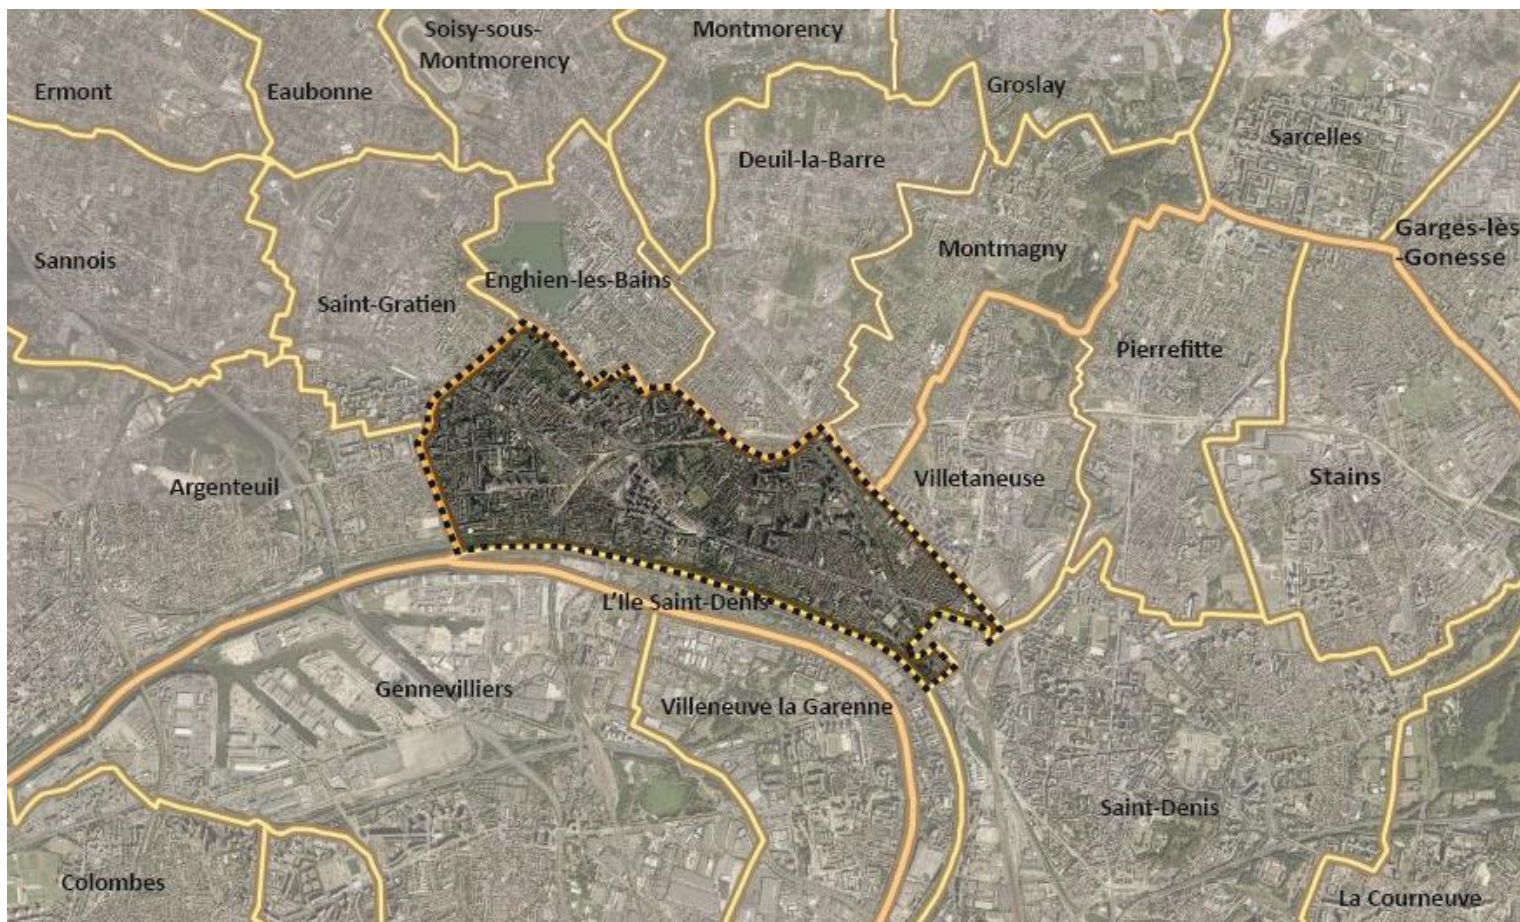 Soisy-sous-
Montmorency
Montmorency
Ermont
Eaubonne
Groslay
Sarcelles
Deuil-la-Barre
Garges-lès
-Gonesse
Sannois
Montmagny
Enghien-les-Bains
Saint-Gratien
Pierrefitte
Argenteuil
Villetaneuse
Stains
L'Ile Saint-Denis
Gennevilliers
Villeneuve la Garenne
Saint-Denis
Colombes
La Courneuve